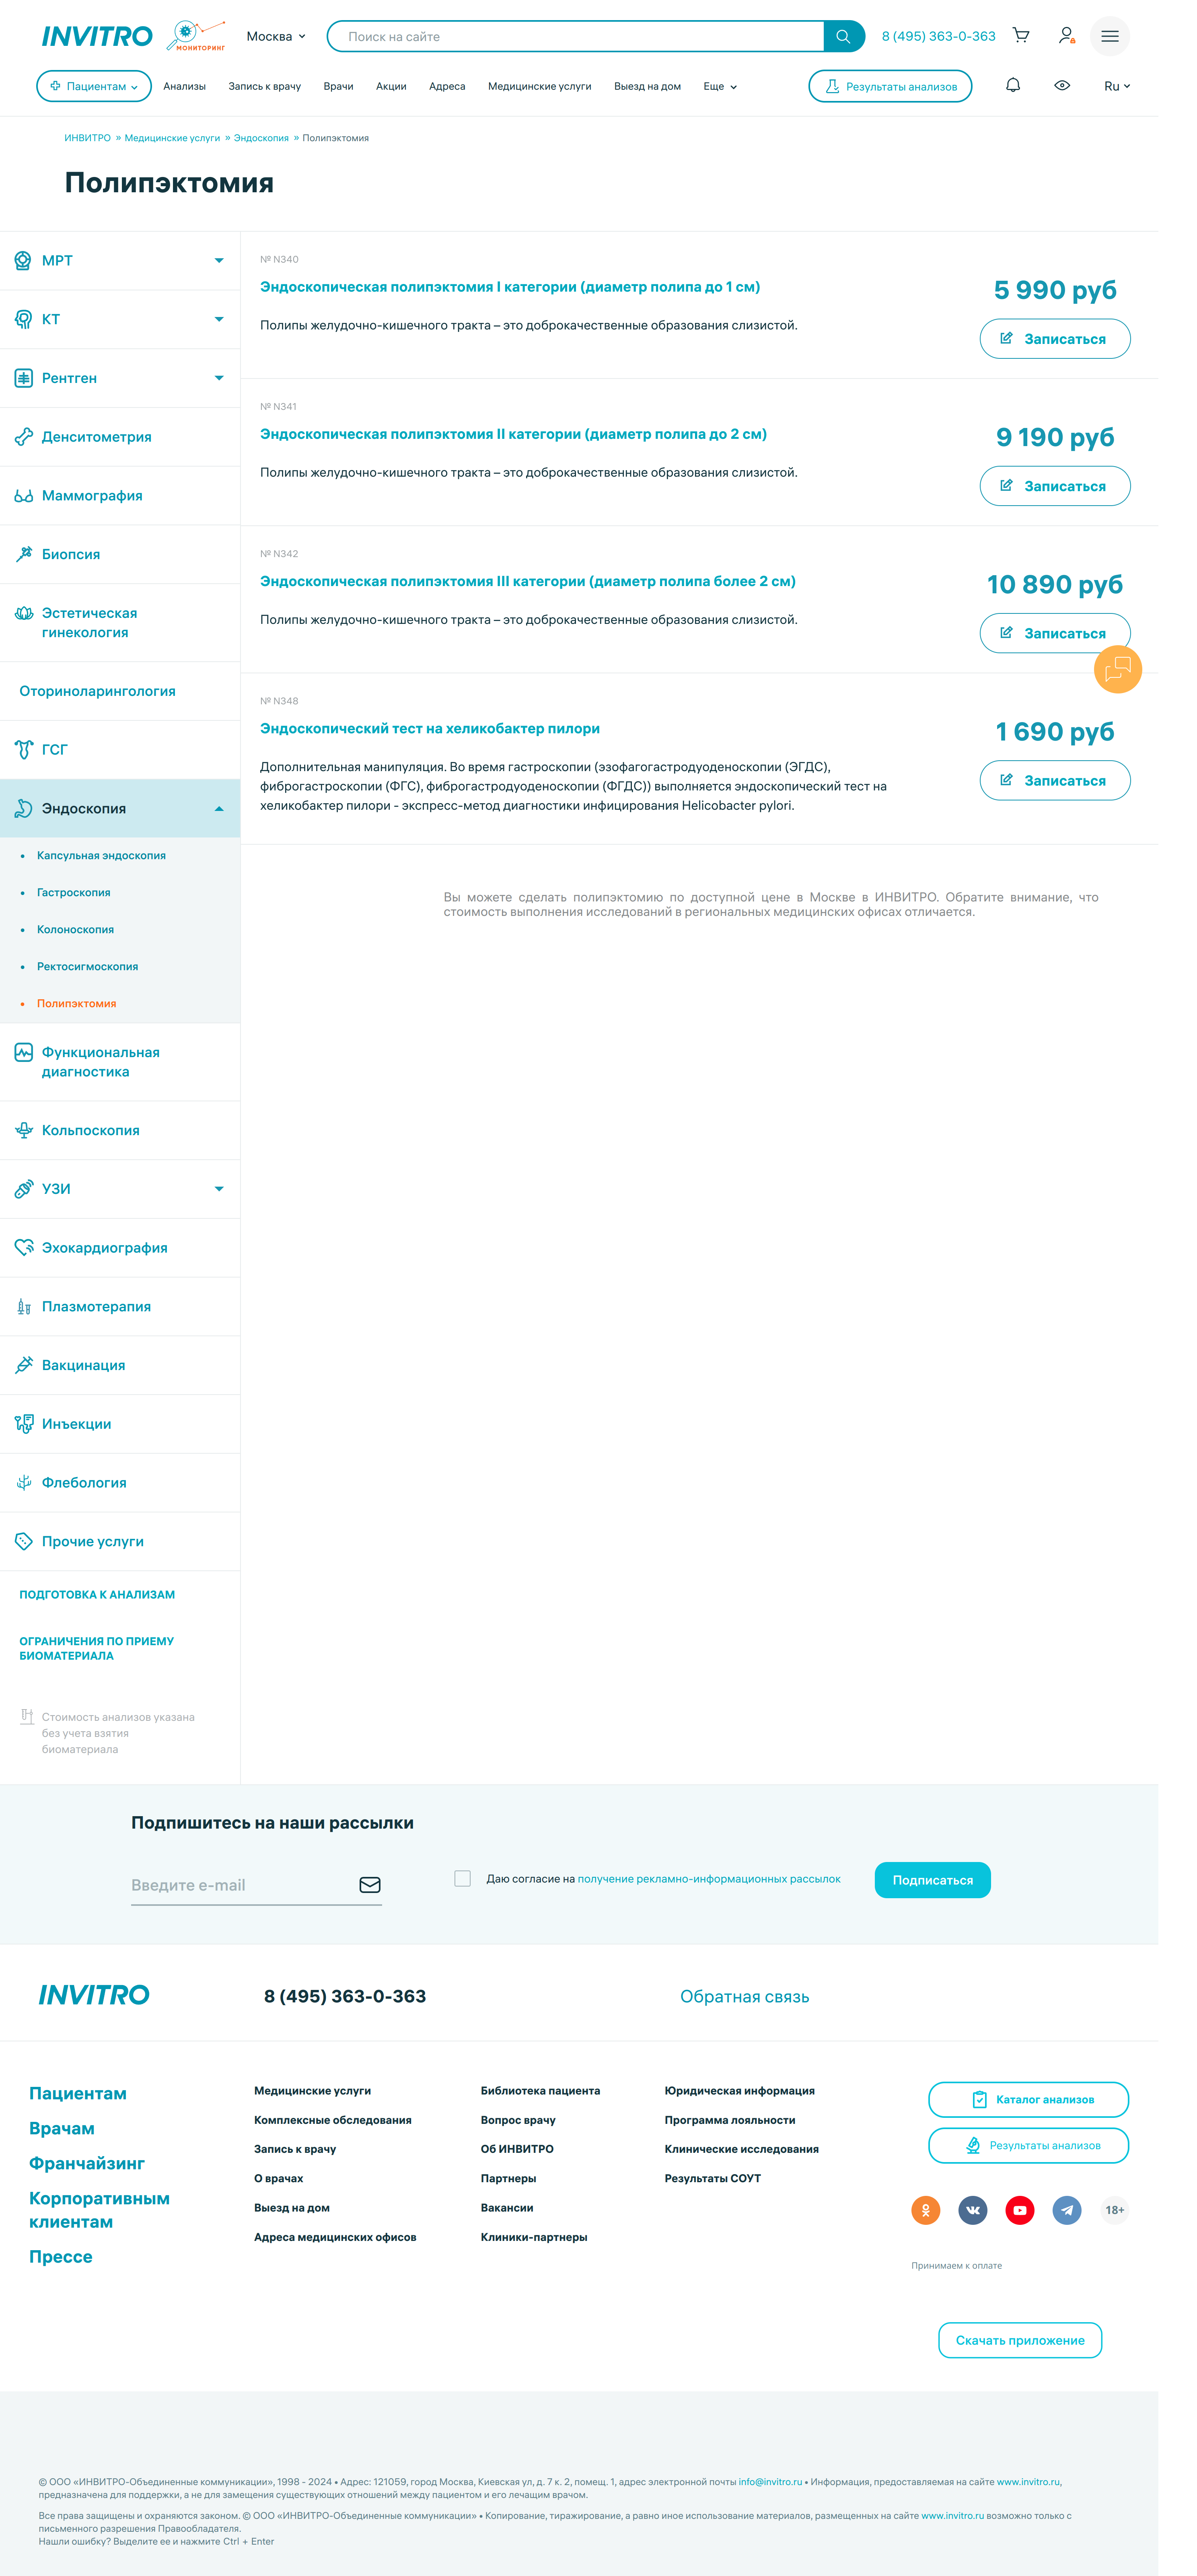 INVITRO
МОНИТОРИНГ
Москва
Поиск на сайте
8 (495) 363-0-363
Пациентам
Анализы
Запись к врачу
Врачи
Акции
Адреса
Медицинские услуги
Выезд на дом
Еще
Результаты анализов
Ru
ИНВИТРО » Медицинские услуги » Эндоскопия » Полипэктомия
Полипэктомия
МРТ
КТ
Рентген
Денситометрия
Маммография
Биопсия
Эстетическая
гинекология
Оториноларингология
ГСГ
Эндоскопия
• Капсульная эндоскопия
• Гастроскопия
• Колоноскопия
• Ректосигмоскопия
• Полипэктомия
Функциональная
диагностика
Кольпоскопия
УЗИ
Эхокардиография
Плазмотерапия
Вакцинация
Инъекции
Флебология
Прочие услуги
ПОДГОТОВКА К АНАЛИЗАМ
ОГРАНИЧЕНИЯ ПО ПРИЕМУ
БИОМАТЕРИАЛА
Стоимость анализов указана
без учета взятия
биоматериала
№ N340
Эндоскопическая полипэктомия I категории (диаметр полипа до 1 см)
Полипы желудочно-кишечного тракта – это доброкачественные образования слизистой.
5 990 руб
Записаться
№ N341
Эндоскопическая полипэктомия II категории (диаметр полипа до 2 см)
Полипы желудочно-кишечного тракта – это доброкачественные образования слизистой.
9 190 руб
Записаться
№ N342
Эндоскопическая полипэктомия III категории (диаметр полипа более 2 см)
Полипы желудочно-кишечного тракта – это доброкачественные образования слизистой.
10 890 руб
Записаться
№ N348
Эндоскопический тест на хеликобактер пилори
Дополнительная манипуляция. Во время гастроскопии (эзофагогастродуоденоскопии (ЭГДС),
фиброгастроскопии (ФГС), фиброгастродуоденоскопии (ФГДС)) выполняется эндоскопический тест на
хеликобактер пилори - экспресс-метод диагностики инфицирования Helicobacter pylori.
1 690 руб
Записаться
Вы можете сделать полипэктомию по доступной цене в Москве в ИНВИТРО. Обратите внимание, что
стоимость выполнения исследований в региональных медицинских офисах отличается.
Подпишитесь на наши рассылки
Введите e-mail
Даю согласие на получение рекламно-информационных рассылок
Подписаться
INVITRO
8 (495) 363-0-363
Обратная связь
Пациентам
Врачам
Франчайзинг
Корпоративным
клиентам
Прессе
Медицинские услуги
Комплексные обследования
Запись к врачу
О врачах
Выезд на дом
Адреса медицинских офисов
Библиотека пациента
Вопрос врачу
Об ИНВИТРО
Партнеры
Вакансии
Клиники-партнеры
Юридическая информация
Программа лояльности
Клинические исследования
Результаты СОУТ
Каталог анализов
Результаты анализов
18+
Принимаем к оплате
Скачать приложение
© ООО «ИНВИТРО-Объединенные коммуникации», 1998 - 2024 • Адрес: 121059, город Москва, Киевская ул, д. 7 к. 2, помещ. 1, адрес электронной почты info@invitro.ru • Информация, предоставляемая на сайте www.invitro.ru,
предназначена для поддержки, а не для замещения существующих отношений между пациентом и его лечащим врачом.
Все права защищены и охраняются законом. © ООО «ИНВИТРО-Объединенные коммуникации» • Копирование, тиражирование, а равно иное использование материалов, размещенных на сайте www.invitro.ru возможно только с
письменного разрешения Правообладателя.
Нашли ошибку? Выделите ее и нажмите Ctrl + Enter